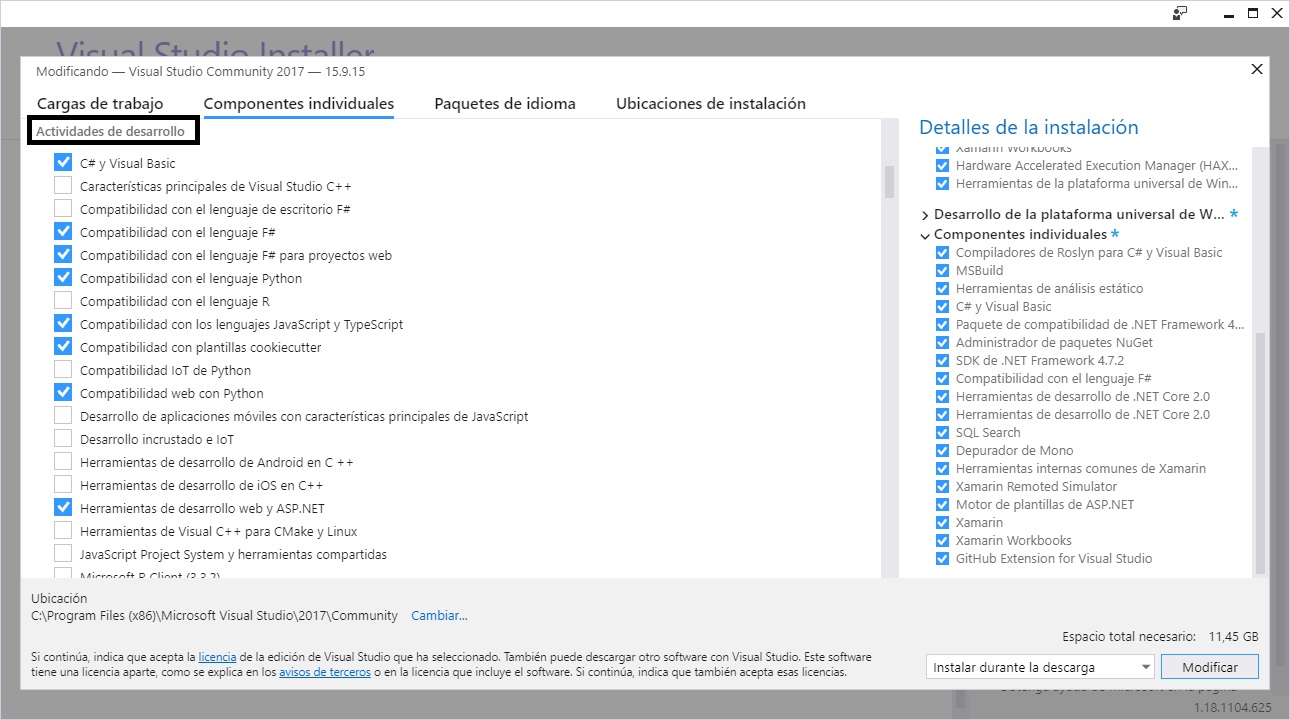 Visual Studio Installer
Modificando — Visual Studio Community 2017 — 15.9.15
Cargas de trabajo
Componentes individuales
Paquetes de idioma
Ubicaciones de instalación
Actividades de desarrollo
C# y Visual Basic
Características principales de Visual Studio C++
Compatibilidad con el lenguaje de escritorio F#
Compatibilidad con el lenguaje F#
Compatibilidad con el lenguaje F# para proyectos web
Compatibilidad con el lenguaje Python
Compatibilidad con el lenguaje R
Compatibilidad con los lenguajes JavaScript y TypeScript
Compatibilidad con plantillas cookiecutter
Compatibilidad IoT de Python
Compatibilidad web con Python
Desarrollo de aplicaciones móviles con características principales de JavaScript
Desarrollo incrustado e IoT
Herramientas de desarrollo de Android en C ++
Herramientas de desarrollo de iOS en C++
Herramientas de desarrollo web y ASP.NET
Herramientas de Visual C++ para CMake y Linux
JavaScript Project System y herramientas compartidas
Microsoft R Client (3.3.2)
Detalles de la instalación
Xamarin Workbooks
Hardware Accelerated Execution Manager (HAX...
Herramientas de la plataforma universal de Win...
Desarrollo de la plataforma universal de W... *
Componentes individuales *
Compiladores de Roslyn para C# y Visual Basic
MSBuild
Herramientas de análisis estático
C# y Visual Basic
Paquete de compatibilidad de .NET Framework 4...
Administrador de paquetes NuGet
SDK de .NET Framework 4.7.2
Compatibilidad con el lenguaje F#
Herramientas de desarrollo de .NET Core 2.0
Herramientas de desarrollo de .NET Core 2.0
SQL Search
Depurador de Mono
Herramientas internas comunes de Xamarin
Xamarin Remoted Simulator
Motor de plantillas de ASP.NET
Xamarin
Xamarin Workbooks
GitHub Extension for Visual Studio
Ubicación
C:\Program Files (x86)\Microsoft Visual Studio\2017\Community Cambiar...
Espacio total necesario: 11,45 GB
Si continúa, indica que acepta la licencia de la edición de Visual Studio que ha seleccionado. También puede descargar otro software con Visual Studio. Este software
tiene una licencia aparte, como se explica en los avisos de terceros o en la licencia que incluye el software. Si continúa, indica que también acepta esas licencias.
Instalar durante la descarga
Modificar
Obtenga ayuda de Microsoft en la página
1.18.1104.625